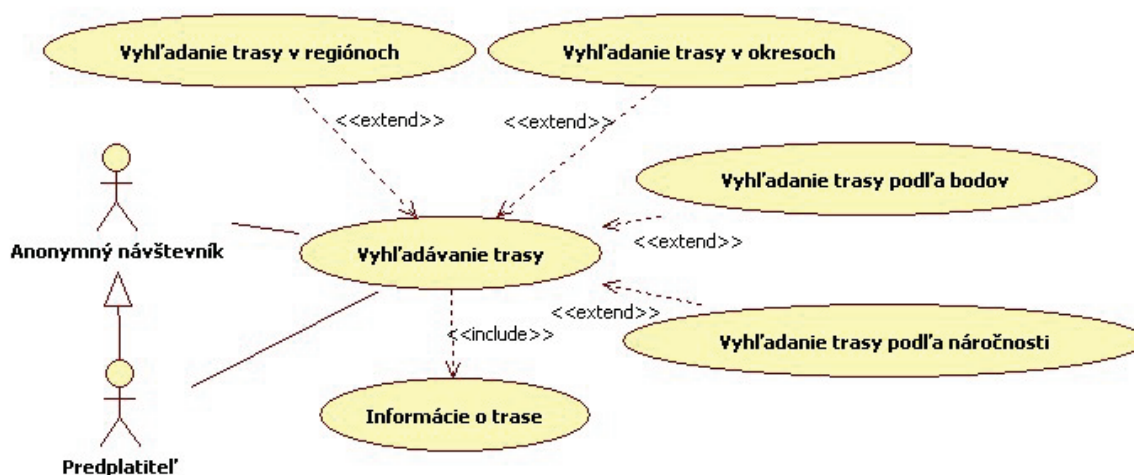 Vyhľadanie trasy v regiónoch
Vyhľadanie trasy v okresoch
<<extend>>
<<extend>>
Vyhľadanie trasy podľa bodov
<<extend>>
Anonymný návštevník
Vyhľadávanie trasy
<<extend>>
<<include>>
Vyhľadanie trasy podľa náročnosti
Informácie o trase
Predplatiteľ